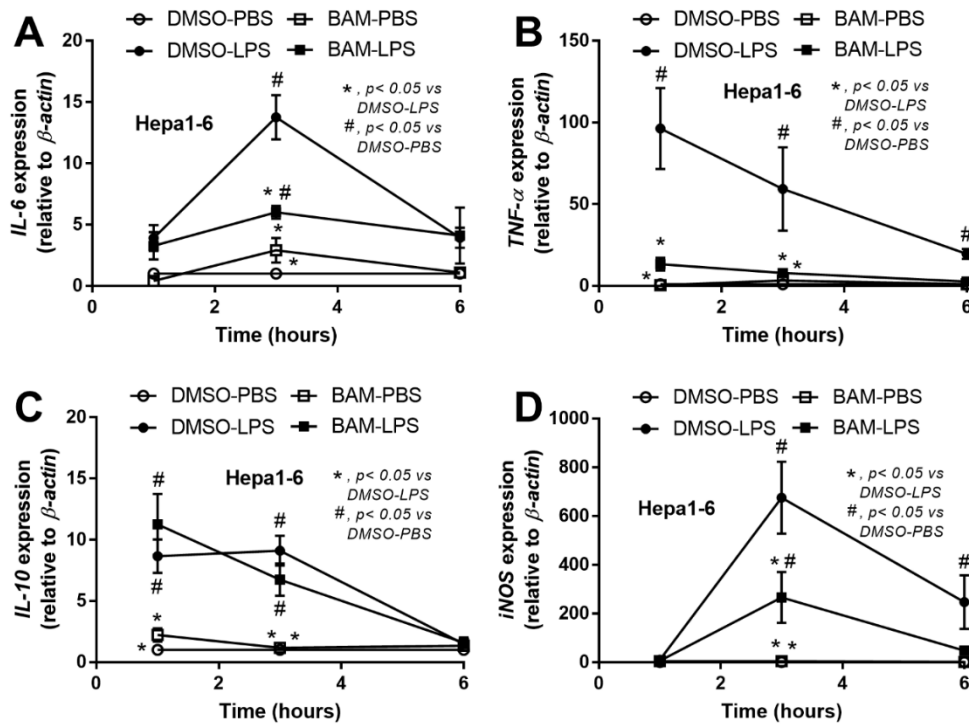 A
DMSO-PBS BAM-PBS
DMSO-LPS BAM-LPS
IL-6 expression
(relative to β-actin)
20
15
10
5
0
Hepa1-6
*, p< 0.05 vs
DMSO-LPS
#, p< 0.05 vs
DMSO-PBS
#
* #
*
*
0 2 4 6
Time (hours)
B
DMSO-PBS BAM-PBS
DMSO-LPS BAM-LPS
TNF-α expression
(relative to β-actin)
150
100
50
0
Hepa1-6
*, p< 0.05 vs
DMSO-LPS
#, p< 0.05 vs
DMSO-PBS
#
#
#
*
* *
*
0 2 4 6
Time (hours)
C
DMSO-PBS BAM-PBS
DMSO-LPS BAM-LPS
IL-10 expression
(relative to β-actin)
20
15
10
5
0
Hepa1-6
*, p< 0.05 vs
DMSO-LPS
#, p< 0.05 vs
DMSO-PBS
#
#
#
#
*
* *
*
0 2 4 6
Time (hours)
D
DMSO-PBS BAM-PBS
DMSO-LPS BAM-LPS
iNOS expression
(relative to β-actin)
1000
800
600
400
200
0
Hepa1-6
*, p< 0.05 vs
DMSO-LPS
#, p< 0.05 vs
DMSO-PBS
#
* #
#
* *
0 2 4 6
Time (hours)